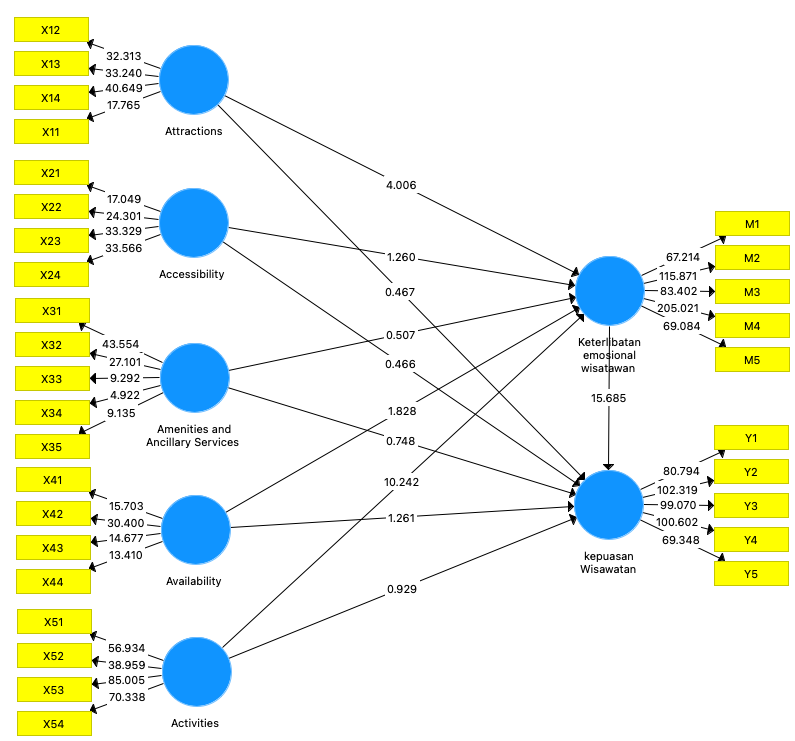 X12
X13
X14
X11
32.313
33.240
40.649
17.765
Attractions
X21
X22
X23
X24
17.049
24.301
33.329
33.566
Accessibility
X31
X32
X33
X34
X35
43.554
27.101
9.292
4.922
9.135
Amenities and
Ancillary Services
X41
X42
X43
X44
15.703
30.400
14.677
13.410
Availability
X51
X52
X53
X54
56.934
38.959
85.005
70.338
Activities
4.006
1.260
0.467
0.507
0.466
1.828
0.748
10.242
1.261
0.929
Keterlibatan
emosional
wisatawan
15.685
67.214
115.871
83.402
205.021
69.084
M1
M2
M3
M4
M5
kepuasan
Wisawatan
80.794
102.319
99.070
100.602
69.348
Y1
Y2
Y3
Y4
Y5